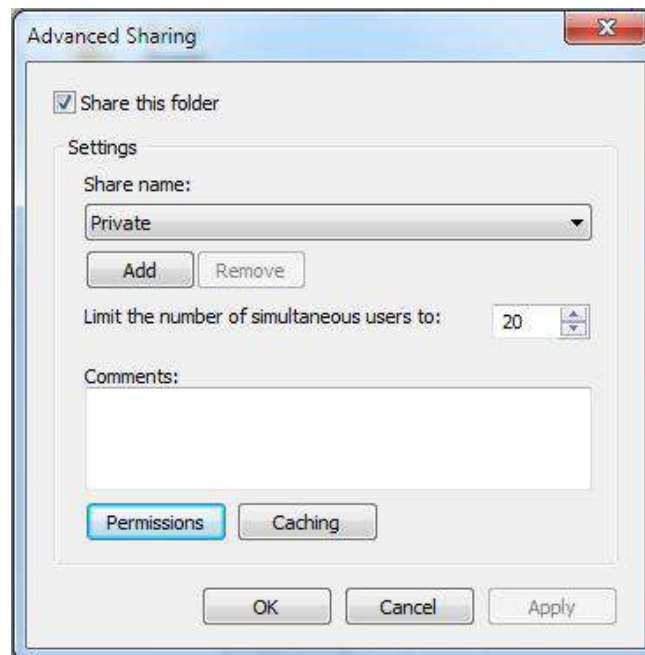 Advanced Sharing
Share this folder
Settings
Share name:
Private
Add Remove
Limit the number of simultaneous users to: 20
Comments:
Permissions Caching
OK Cancel Apply